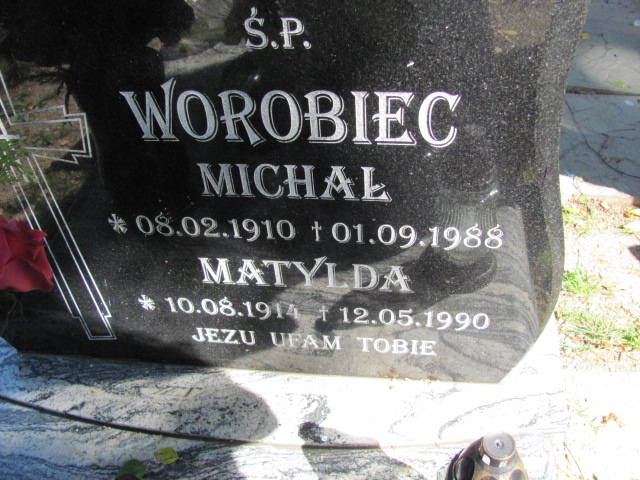 Ś.P.
WOROBIEC
MICHAŁ
* 08.02.1910 † 01.09.1988
MATYLDA
* 10.08.1914 † 12.05.1990
JEZU UFAM TOBIE